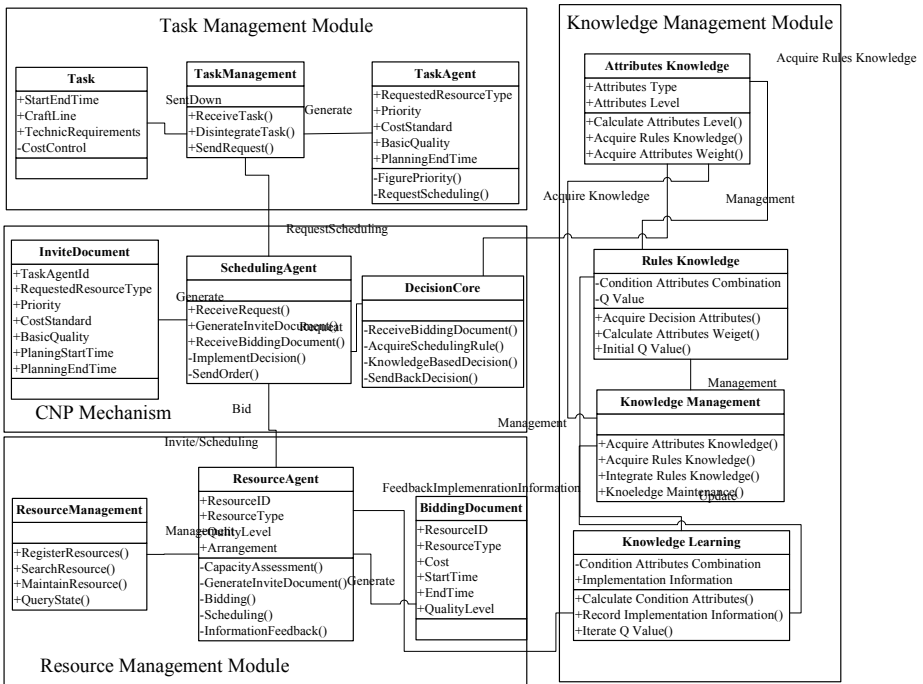 Task Management Module
Task
+StartEndTime
+CraftLine
+TechnicRequirements
-CostControl
SentDown
TaskManagement
+ReceiveTask()
+DisintegrateTask()
+SendRequest()
Generate
TaskAgent
+RequestedResourceType
+Priority
+CostStandard
+BasicQuality
+PlanningEndTime
-FigurePriority()
-RequestScheduling()
RequestScheduling
InviteDocument
+TaskAgentId
+RequestedResourceType
+Priority
+CostStandard
+BasicQuality
+PlaningStartTime
+PlanningEndTime
Generate
SchedulingAgent
+ReceiveRequest()
+GenerateInviteDocument()
+ReceiveBiddingDocument()
-ImplementDecision()
-SendOrder()
Request
DecisionCore
-ReceiveBiddingDocument()
-AcquireSchedulingRule()
-KnowledgeBasedDecision()
-SendBackDecision()
CNP Mechanism
Bid
Invite/Scheduling
ResourceManagement
+RegisterResources()
+SearchResource()
+MaintainResource()
+QueryState()
Management
ResourceAgent
+ResourceID
+ResourceType
+QulityLevel
+Arrangement
-CapacityAssessment()
-GenerateInviteDocument()
-Bidding()
-Scheduling()
-InformationFeedback()
Generate
FeedbackImplemenrationInformation
BiddingDocument
+ResourceID
+ResourceType
+Cost
+StartTime
+EndTime
+QualityLevel
Resource Management Module
Knowledge Management Module
Acquire Rules Knowledge
Attributes Knowledge
+Attributes Type
+Attributes Level
+Calculate Attributes Level()
+Acquire Rules Knowledge()
+Acquire Attributes Weight()
Acquire Knowledge
Management
Rules Knowledge
-Condition Attributes Combination
-Q Value
+Acquire Decision Attributes()
+Calculate Attributes Weiget()
+Initial Q Value()
Management
Knowledge Management
Management
+Acquire Attributes Knowledge()
+Acquire Rules Knowledge()
+Integrate Rules Knowledge()
+Knoeledge Maintenance()
Update
Knowledge Learning
-Condition Attributes Combination
+Implementation Information
+Calculate Condition Attributes()
+Record Implementation Information()
+Iterate Q Value()